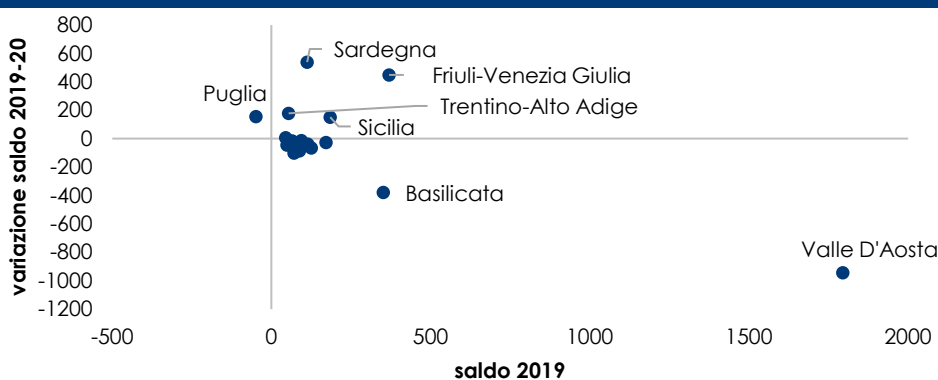 variazione saldo 2019-20
800
600
400
200
0
-200
-400
-600
-800
-1000
-1200
Sardegna
Friuli-Venezia Giulia
Puglia
Trentino-Alto Adige
Sicilia
Basilicata
Valle D'Aosta
-500 0 500 1000 1500 2000
saldo 2019